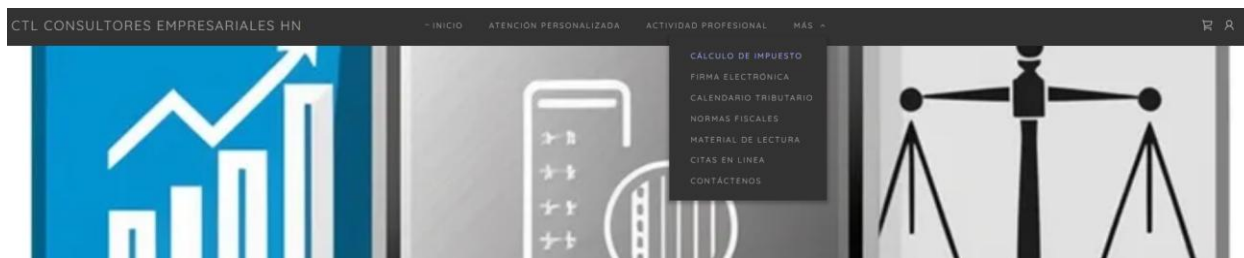 CTL CONSULTORES EMPRESARIALES HN
INICIO
ATENCIÓN PERSONALIZADA
ACTIVIDAD PROFESIONAL
MÁS
CÁLCULO DE IMPUESTO
FIRMA ELECTRÓNICA
CALENDARIO TRIBUTARIO
NORMAS FISCALES
MATERIAL DE LECTURA
CITAS EN LINEA
CONTÁCTENOS